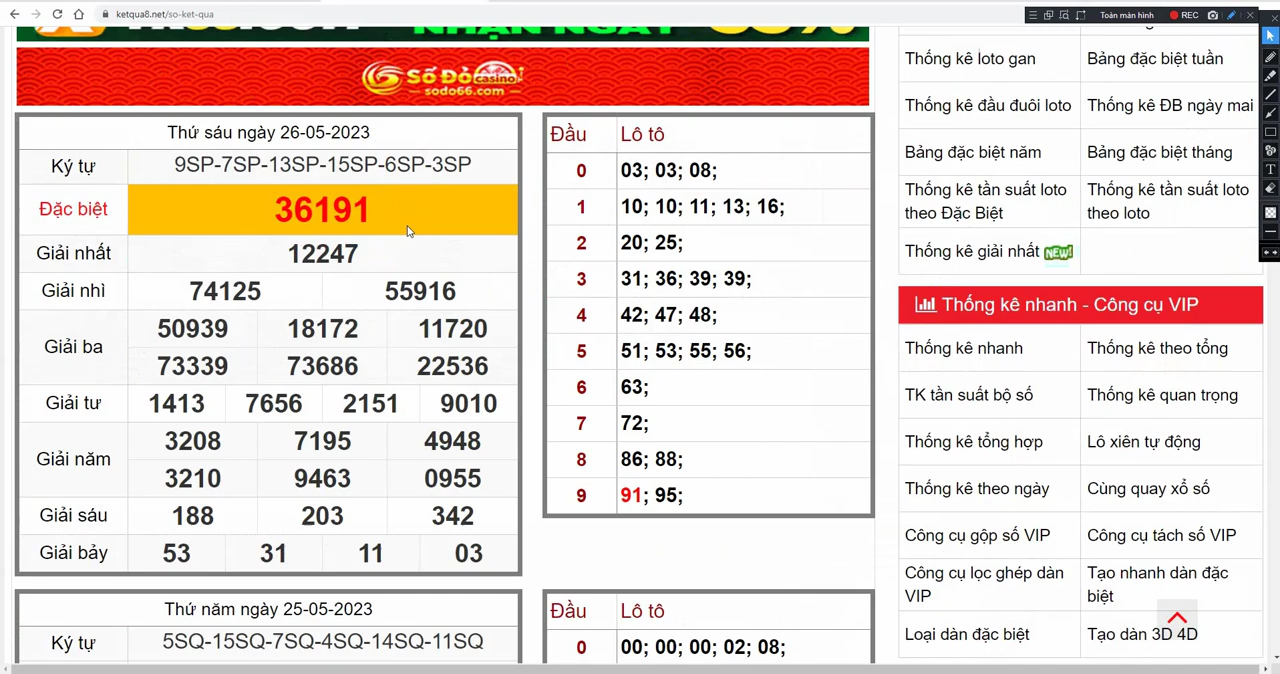 ketqua8.net/so-ket-qua
Toàn màn hình
REC
NHẬN NGAY
SỐ ĐỎ casino
sodo66.com
Thứ sáu ngày 26-05-2023
Ký tự 9SP-7SP-13SP-15SP-6SP-3SP
Đặc biệt 36191
Giải nhất 12247
Giải nhì 74125 55916
Giải ba 50939 18172 11720
73339 73686 22536
Giải tư 1413 7656 2151 9010
Giải năm 3208 7195 4948
3210 9463 0955
Giải sáu 188 203 342
Giải bảy 53 31 11 03
Thứ năm ngày 25-05-2023
Ký tự 5SQ-15SQ-7SQ-4SQ-14SQ-11SQ
Đầu Lô tô
0 03; 03; 08;
1 10; 10; 11; 13; 16;
2 20; 25;
3 31; 36; 39; 39;
4 42; 47; 48;
5 51; 53; 55; 56;
6 63;
7 72;
8 86; 88;
9 91; 95;
Đầu Lô tô
0 00; 00; 00; 02; 08;
Thống kê loto gan Bảng đặc biệt tuần
Thống kê đầu đuôi loto Thống kê ĐB ngày mai
Bảng đặc biệt năm Bảng đặc biệt tháng
Thống kê tần suất loto theo Đặc Biệt Thống kê tần suất loto theo loto
Thống kê giải nhất NEW!
Thống kê nhanh - Công cụ VIP
Thống kê nhanh Thống kê theo tổng
TK tần suất bộ số Thống kê quan trọng
Thống kê tổng hợp Lô xiên tự động
Thống kê theo ngày Cùng quay xổ số
Công cụ gộp số VIP Công cụ tách số VIP
Công cụ lọc ghép dàn VIP Tạo nhanh dàn đặc biệt
Loại dàn đặc biệt Tạo dàn 3D 4D